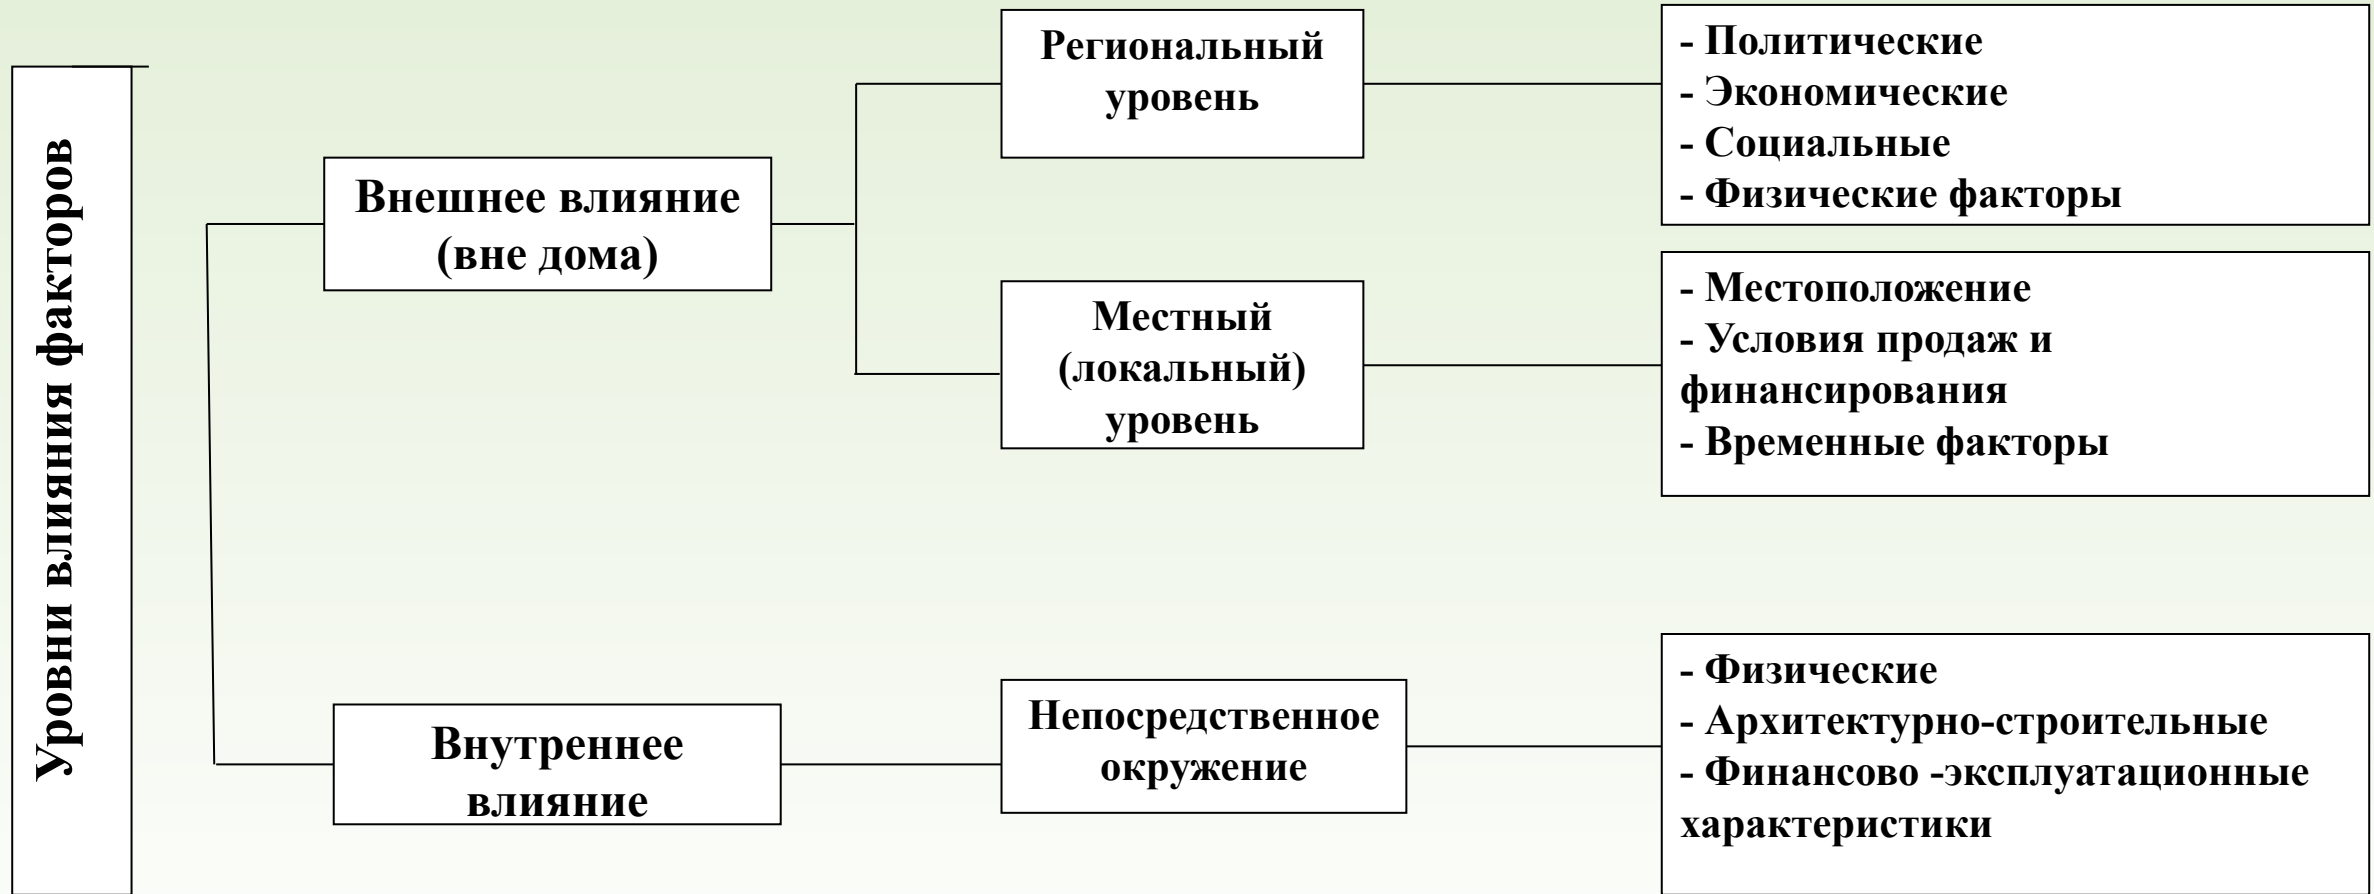 Уровни влияния факторов
Внешнее влияние
(вне дома)
Региональный
уровень
- Политические
- Экономические
- Социальные
- Физические факторы
Местный
(локальный)
уровень
- Местоположение
- Условия продаж и
финансирования
- Временные факторы
Внутреннее
влияние
Непосредственное
окружение
- Физические
- Архитектурно-строительные
- Финансово -эксплуатационные
характеристики